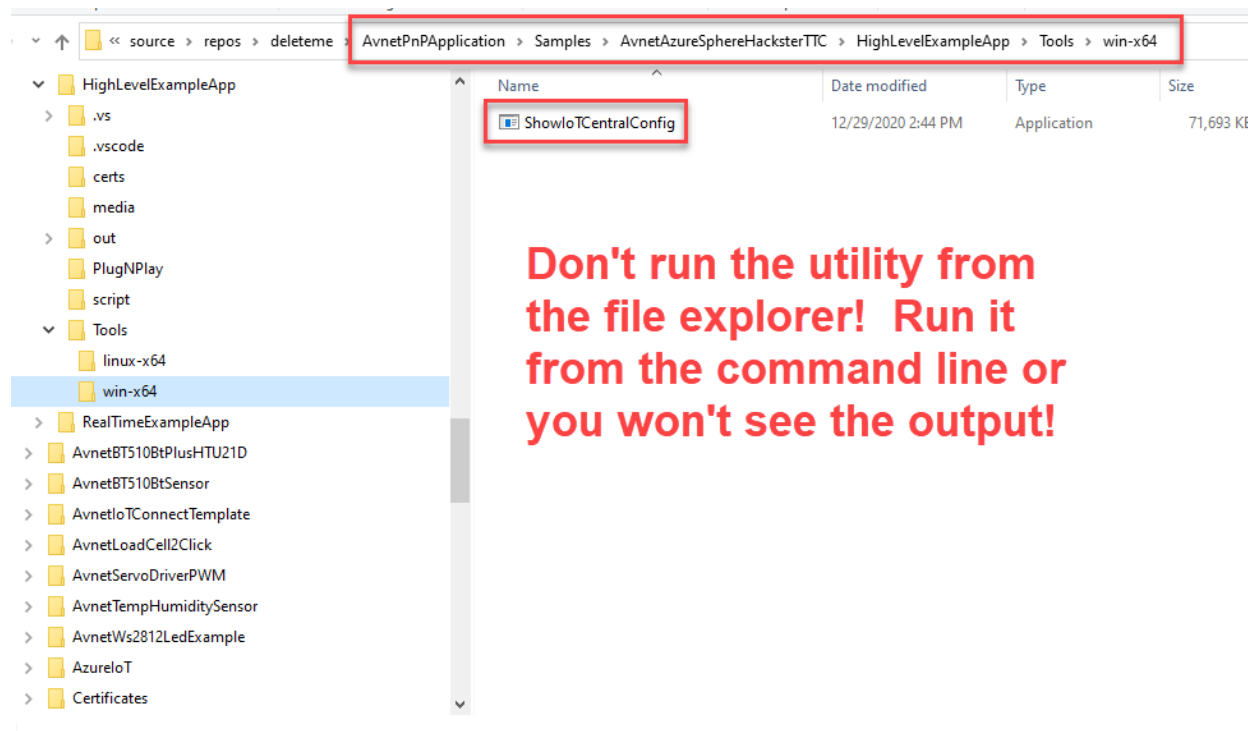 « source › repos › deleteme › AvnetPnPApplication › Samples › AvnetAzureSphereHacksterTTC › HighLevelExampleApp › Tools › win-x64
Name Date modified Type Size
ShowIoTCentralConfig 12/29/2020 2:44 PM Application 71,693 KB
HighLevelExampleApp
.vs
.vscode
certs
media
out
PlugNPlay
script
Tools
linux-x64
win-x64
RealTimeExampleApp
AvnetBT510BtPlusHTU21D
AvnetBT510BtSensor
AvnetIoTConnectTemplate
AvnetLoadCell2Click
AvnetServoDriverPWM
AvnetTempHumiditySensor
AvnetWs2812LedExample
AzureIoT
Certificates
Don't run the utility from
the file explorer! Run it
from the command line or
you won't see the output!